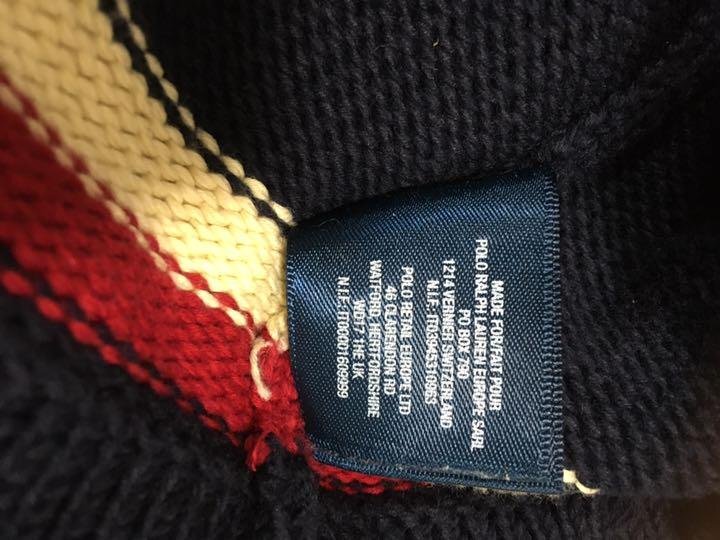 MADE FOR/FAIT POUR
POLO RALPH LAUREN EUROPE SARL
PO BOX 790
1214 VERNIER SWITZERLAND
N.I.F.
POLO RETAIL EUROPE LTD
46 CLARENDON RD
WATFORD, HERTFORDSHIRE
WD17 1HE UK
N.I.F.